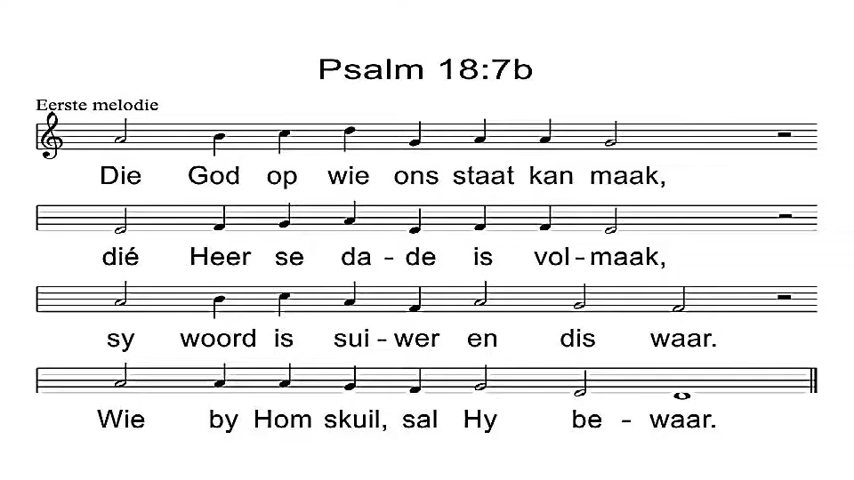 Psalm 18:7b
Eerste melodie
Die God op wie ons staat kan maak,
dié Heer se da - de is vol - maak,
sy woord is sui - wer en dis waar.
Wie by Hom skuil, sal Hy be - waar.